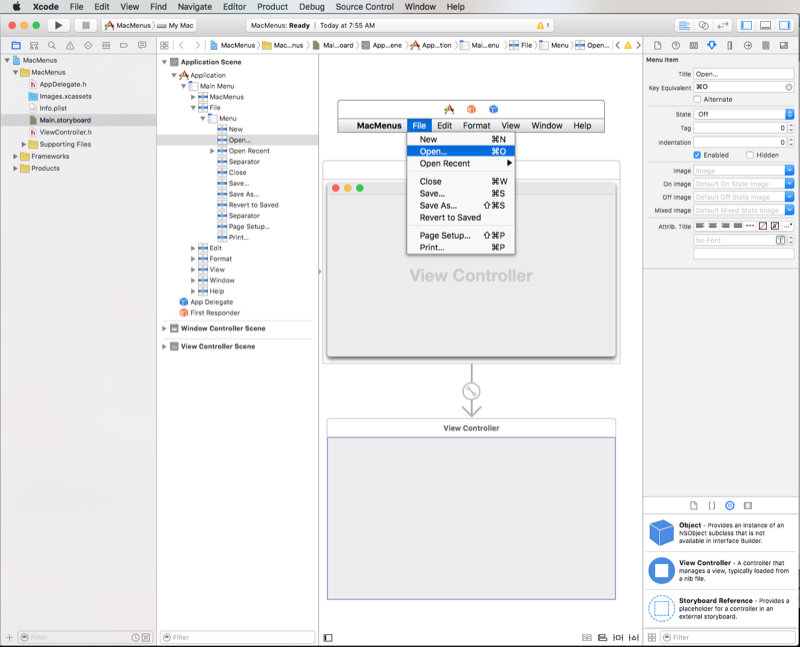 Xcode File Edit View Find Navigate Editor Product Debug Source Control Window Help
MacMenus My Mac MacMenus: Ready | Today at 7:55 AM 1
MacMenus Mac...nus Mai...oard App...ene App...tion Mai...enu File Menu Open...
MacMenus
MacMenus
AppDelegate.h
Images.xcassets
Info.plist
Main.storyboard
ViewController.h
Supporting Files
Frameworks
Products
Filter
Application Scene
Application
Main Menu
MacMenus
File
Menu
New
Open...
Open Recent
Separator
Close
Save...
Save As...
Revert to Saved
Separator
Page Setup...
Print...
Edit
Format
View
Window
Help
App Delegate
First Responder
Window Controller Scene
View Controller Scene
Filter
MacMenus File Edit Format View Window Help
New ⌘N
Open... ⌘O
Open Recent
Close ⌘W
Save... ⌘S
Save As... ⇧⌘S
Revert to Saved
Page Setup... ⇧⌘P
Print... ⌘P
View Controller
View Controller
Menu Item
Title Open...
Key Equivalent ⌘O
Alternate
State Off
Tag 0
Indentation 0
Enabled Hidden
Image Image
On Image Default On State Image
Off Image Default Off State Image
Mixed Image Default Mixed State Image
Attrib. Title
No Font
Object - Provides an instance of an
NSObject subclass that is not
available in Interface Builder.
View Controller - A controller that
manages a view, typically loaded from
a nib file.
Storyboard Reference - Provides a
placeholder for a controller in an
external storyboard.
Filter